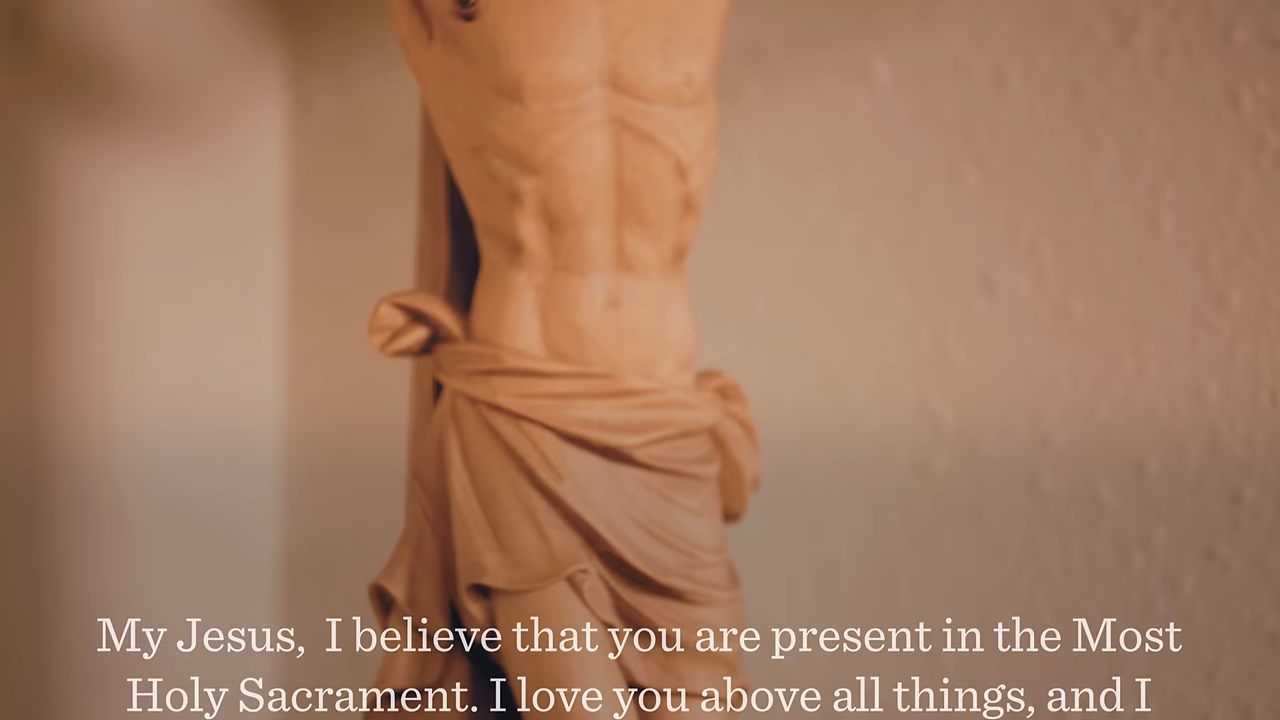 My Jesus,  I believe that you are present in the Most
Holy Sacrament. I love you above all things, and I